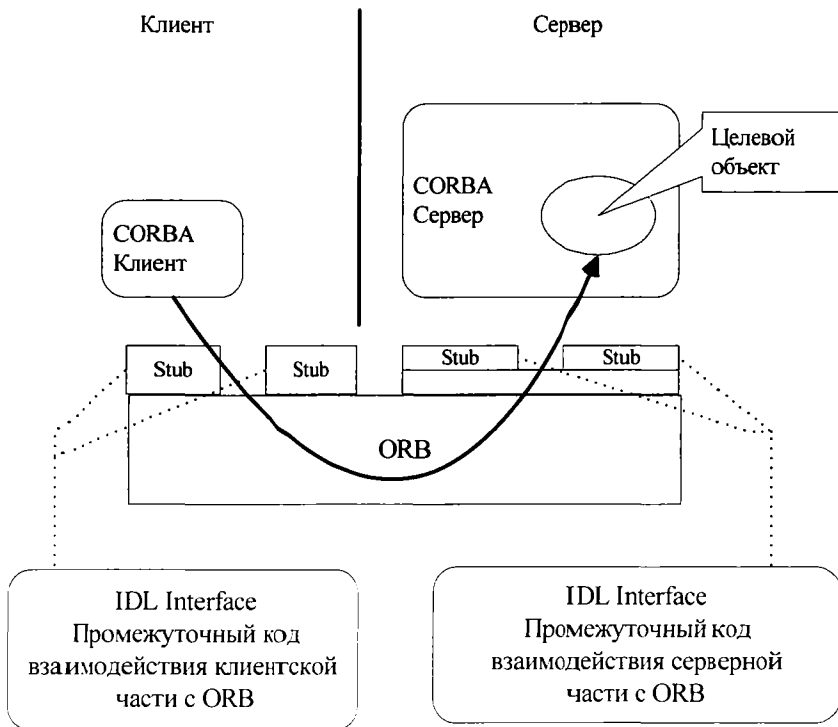 Клиент
Сервер
Целевой
объект
CORBA
Сервер
CORBA
Клиент
Stub
Stub
Stub
Stub
ORB
IDL Interface
Промежуточный код
взаимодействия клиентской
части с ORB
IDL Interface
Промежуточный код
взаимодействия серверной
части с ORB